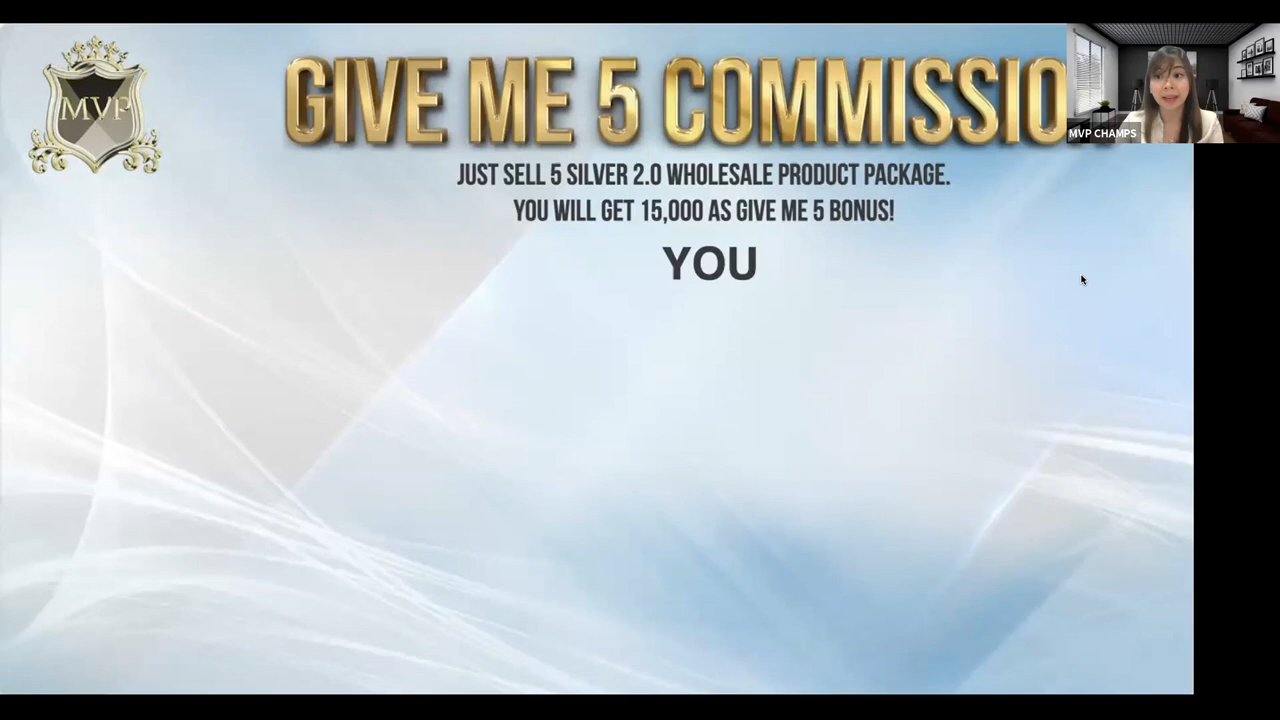 MVP
GIVE ME 5 COMMISSIO
MVP CHAMPS
JUST SELL 5 SILVER 2.0 WHOLESALE PRODUCT PACKAGE.
YOU WILL GET 15,000 AS GIVE ME 5 BONUS!
YOU